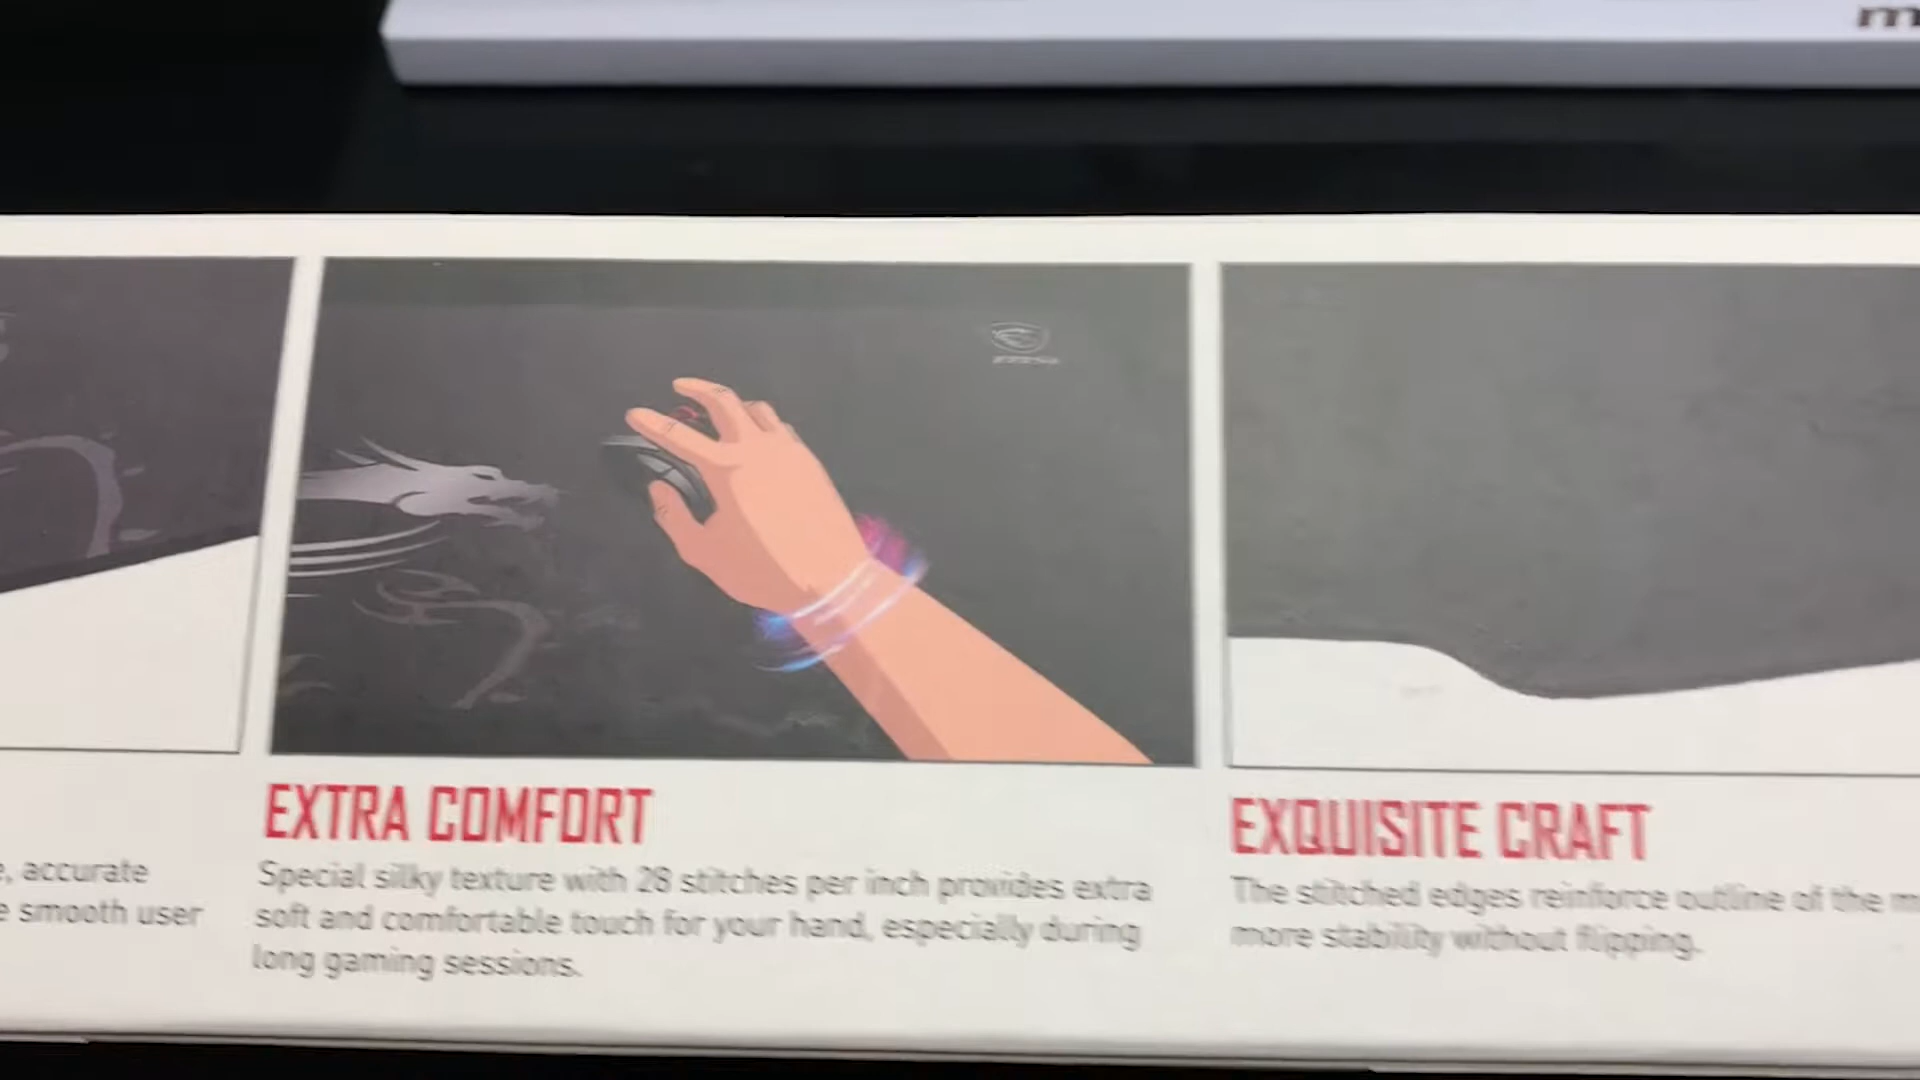 m
, accurate
smooth user
EXTRA COMFORT
Special silky texture with 28 stitches per inch provides extra
soft and comfortable touch for your hand, especially during
long gaming sessions.
EXQUISITE CRAFT
The stitched edges reinforce outline of the m
more stability without flipping.